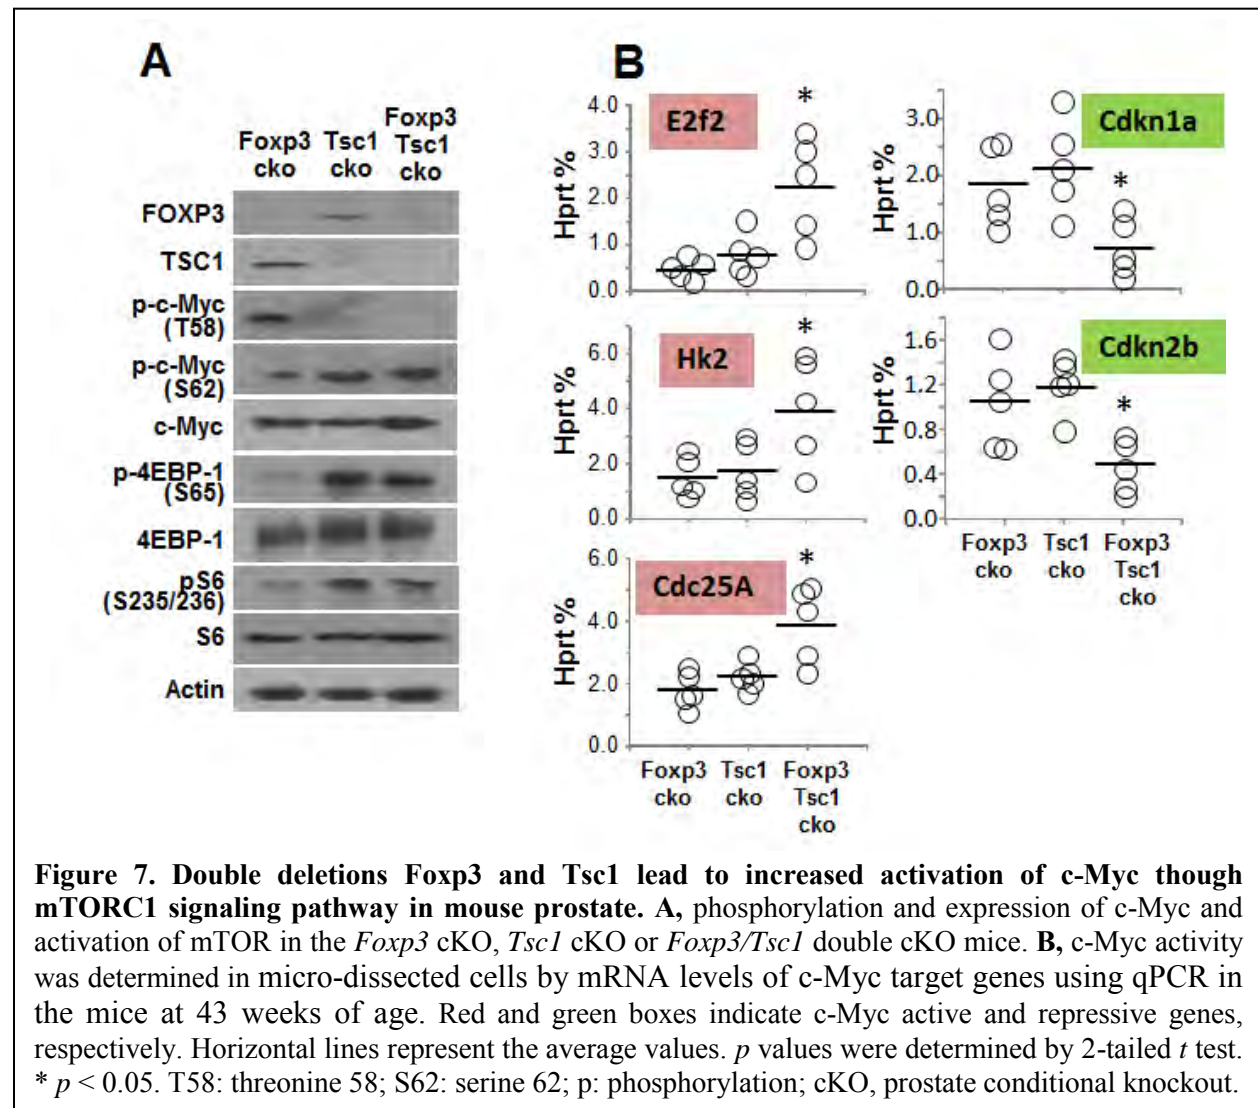 A
Foxp3 cko
Tsc1 cko
Foxp3 Tsc1 cko
FOXP3
TSC1
p-c-Myc
(T58)
p-c-Myc
(S62)
c-Myc
p-4EBP-1
(S65)
4EBP-1
pS6
(S235/236)
S6
Actin
B
E2f2
*
Hprt %
4.0
3.0
2.0
1.0
0.0
Hk2
*
Hprt %
6.0
4.0
2.0
0.0
Cdc25A
*
Hprt %
6.0
4.0
2.0
0.0
Foxp3 cko
Tsc1 cko
Foxp3 Tsc1 cko
Cdkn1a
*
Hprt %
3.0
2.0
1.0
0.0
Cdkn2b
*
Hprt %
1.6
1.2
0.8
0.4
0.0
Foxp3 cko
Tsc1 cko
Foxp3 Tsc1 cko
Figure 7. Double deletions Foxp3 and Tsc1 lead to increased activation of c-Myc though
mTORC1 signaling pathway in mouse prostate. A, phosphorylation and expression of c-Myc and
activation of mTOR in the Foxp3 cKO, Tsc1 cKO or Foxp3/Tsc1 double cKO mice. B, c-Myc activity
was determined in micro-dissected cells by mRNA levels of c-Myc target genes using qPCR in
the mice at 43 weeks of age. Red and green boxes indicate c-Myc active and repressive genes,
respectively. Horizontal lines represent the average values. p values were determined by 2-tailed t test.
* p < 0.05. T58: threonine 58; S62: serine 62; p: phosphorylation; cKO, prostate conditional knockout.